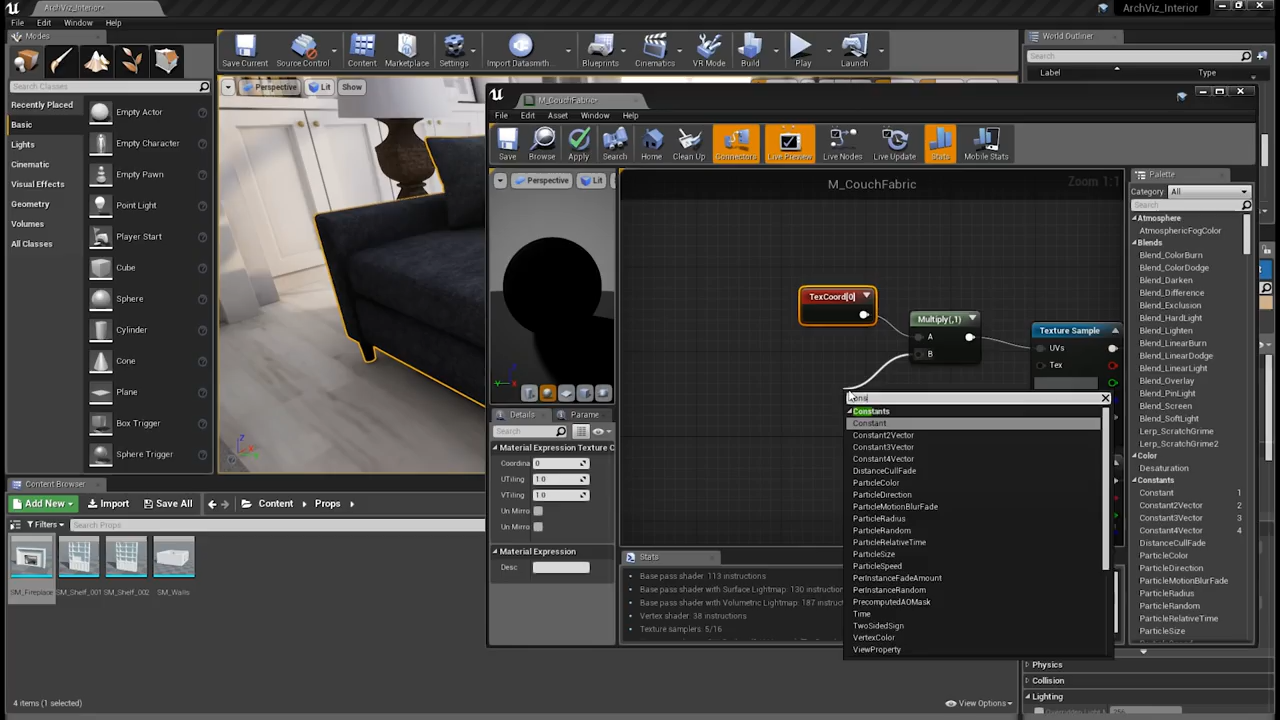 ArchViz_Interior*
ArchViz_Interior
File Edit Window Help
Modes
World Outliner
Search Classes
Recently Placed
Basic
Lights
Cinematic
Visual Effects
Geometry
Volumes
All Classes
Empty Actor
Empty Character
Empty Pawn
Point Light
Player Start
Cube
Sphere
Cylinder
Cone
Plane
Box Trigger
Sphere Trigger
Save Current
Source Control
Content
Marketplace
Settings
Import Datasmith
Blueprints
Cinematics
VR Mode
Build
Play
Launch
Search
Label Type
Perspective Lit Show
M_CouchFabric
File Edit Asset Window Help
Save Browse Apply Search Home Clean Up Connectors Live Preview Live Nodes Live Update Stats Mobile Stats
Perspective Lit
M_CouchFabric
Zoom 1:1
TexCoord[0]
Multiply(,1)
A
B
Texture Sample
UVs
Tex
ons
Constants
Constant
Constant2Vector
Constant3Vector
Constant4Vector
DistanceCullFade
ParticleColor
ParticleDirection
ParticleMotionBlurFade
ParticleRadius
ParticleRandom
ParticleRelativeTime
ParticleSize
ParticleSpeed
PerInstanceFadeAmount
PerInstanceRandom
PrecomputedAOMask
Time
TwoSidedSign
VertexColor
ViewProperty
Details Parame
Search
Material Expression Texture C
Coordina 0
UTiling 1.0
VTiling 1.0
Un Mirro
Un Mirro
Material Expression
Desc
Stats
Base pass shader: 113 instructions
Base pass shader with Surface Lightmap: 130 instructions
Base pass shader with Volumetric Lightmap: 187 instruct
Vertex shader: 38 instructions
Texture samplers: 5/16
Palette
Category: All
Search
Atmosphere
AtmosphericFogColor
Blends
Blend_ColorBurn
Blend_ColorDodge
Blend_Darken
Blend_Difference
Blend_Exclusion
Blend_HardLight
Blend_Lighten
Blend_LinearBurn
Blend_LinearDodge
Blend_LinearLight
Blend_Overlay
Blend_PinLight
Blend_Screen
Blend_SoftLight
Lerp_ScratchGrime
Lerp_ScratchGrime2
Color
Desaturation
Constants
Constant 1
Constant2Vector 2
Constant3Vector 3
Constant4Vector 4
DistanceCullFade
ParticleColor
ParticleDirection
ParticleMotionBlurFade
ParticleRadius
ParticleRandom
ParticleRelativeTime
ParticleSize
Content Browser
Add New Import Save All Content Props
Filters Search Props
SM_Fireplace SM_Shelf_001 SM_Shelf_002 SM_Walls
4 items (1 selected)
View Options
Physics
Collision
Lighting